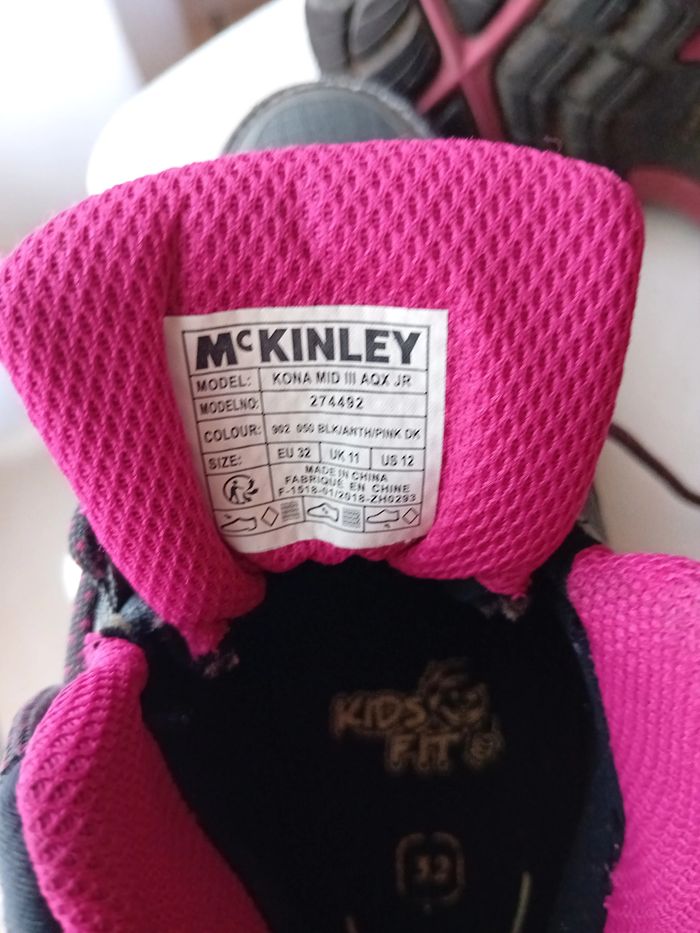 McKINLEY
MODEL: KONA MID III AQX JR
MODELNO: 274492
COLOUR: 902 050 BLK/ANTH/PINK DK
SIZE: EU 32 UK 11 US 12
MADE IN CHINA
FABRIQUÉ EN CHINE
F-1518-01/2018-ZH0293
KIDS
FIT
32